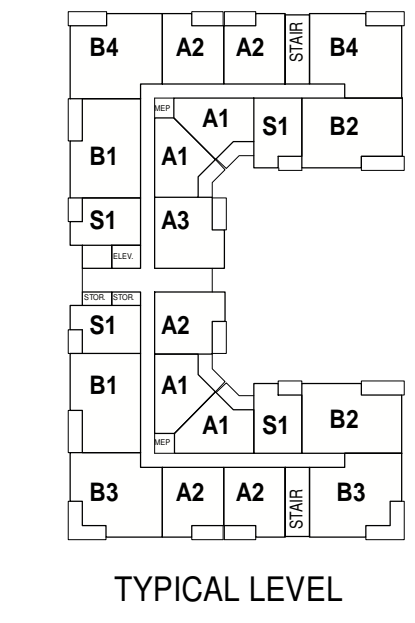 B4 A2 A2 STAIR B4
MEP A1 S1 B2
B1 A1
S1 A3
ELEV.
STOR. STOR.
S1 A2
B1 A1 B2
MEP A1 S1
B3 A2 A2 STAIR B3
TYPICAL LEVEL